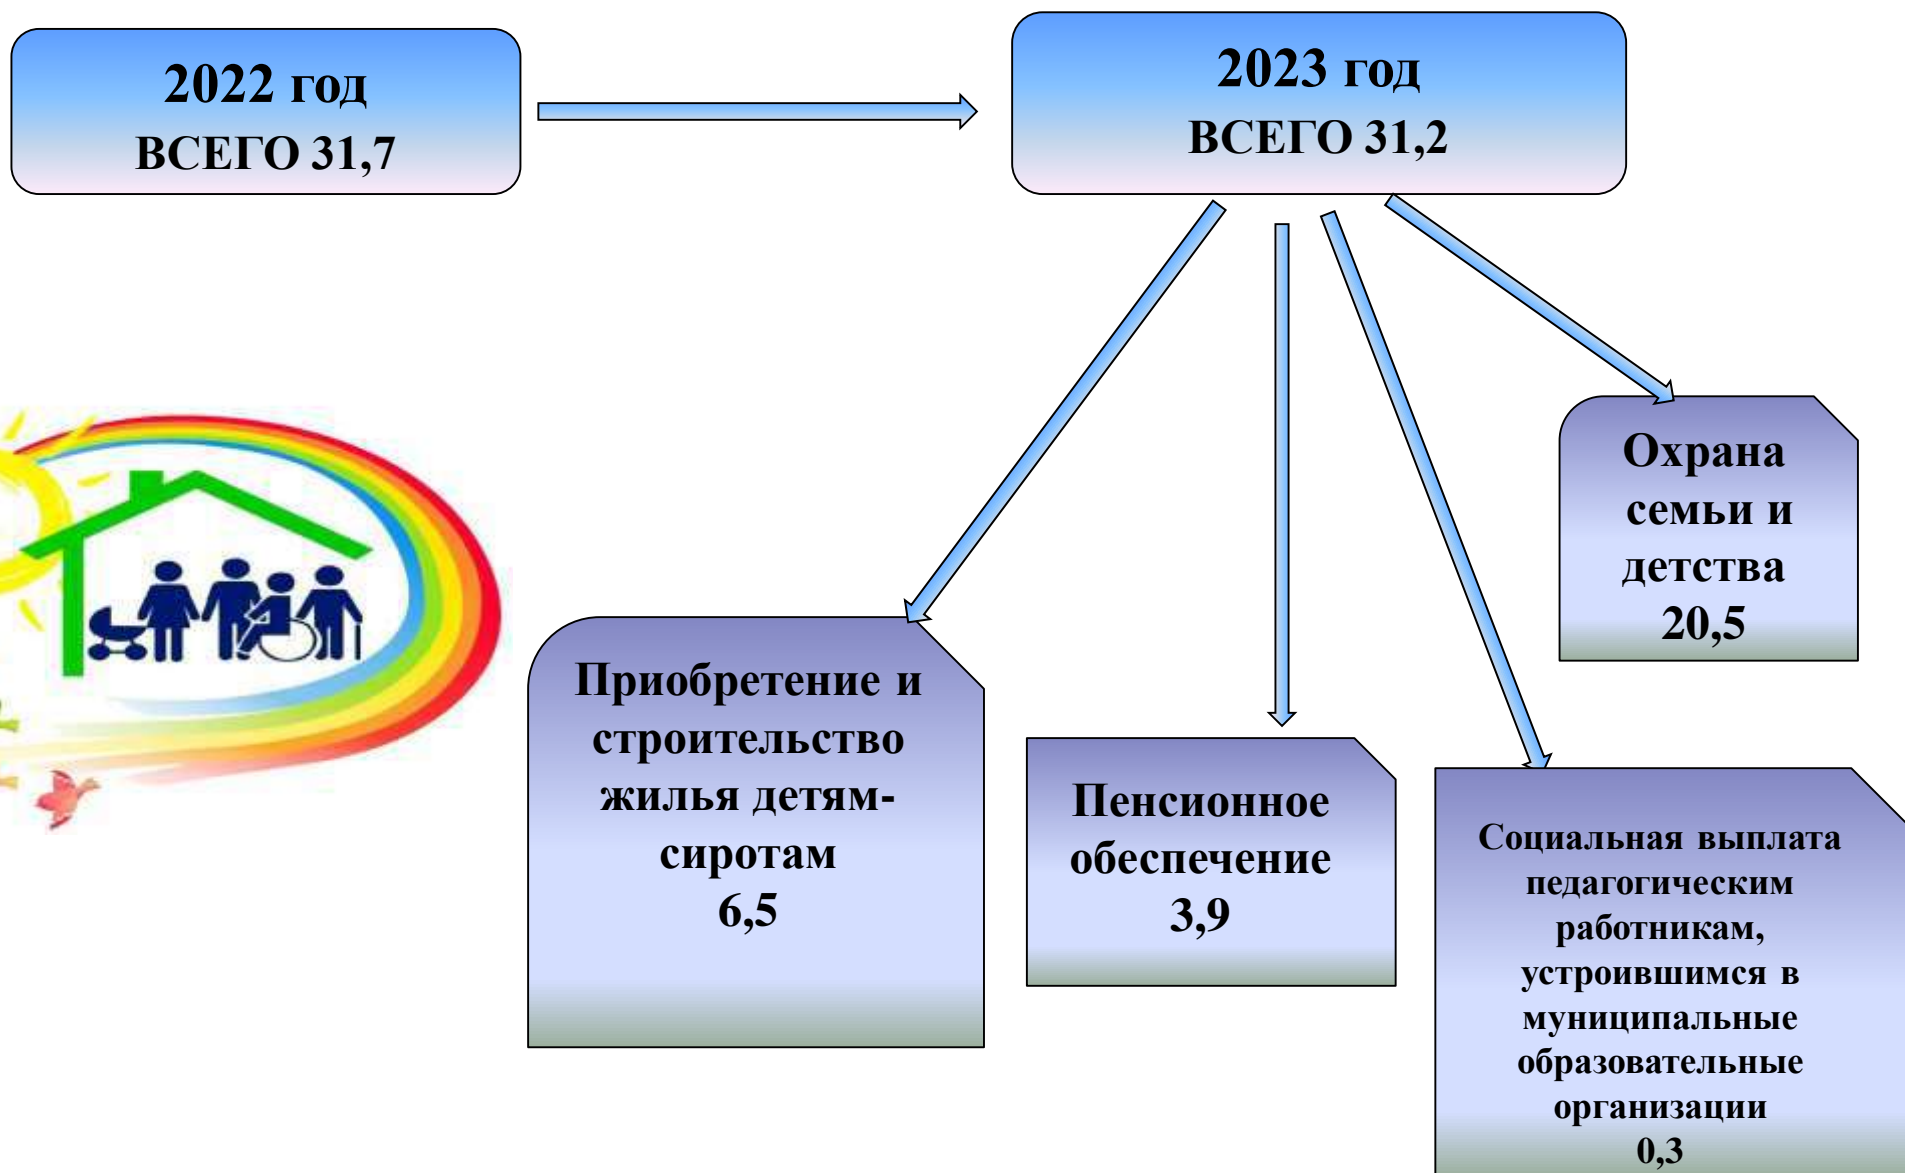 2022 год
ВСЕГО 31,7
2023 год
ВСЕГО 31,2
Приобретение и
строительство
жилья детям-
сиротам
6,5
Пенсионное
обеспечение
3,9
Социальная выплата
педагогическим
работникам,
устроившимся в
муниципальные
образовательные
организации
0,3
Охрана
семьи и
детства
20,5